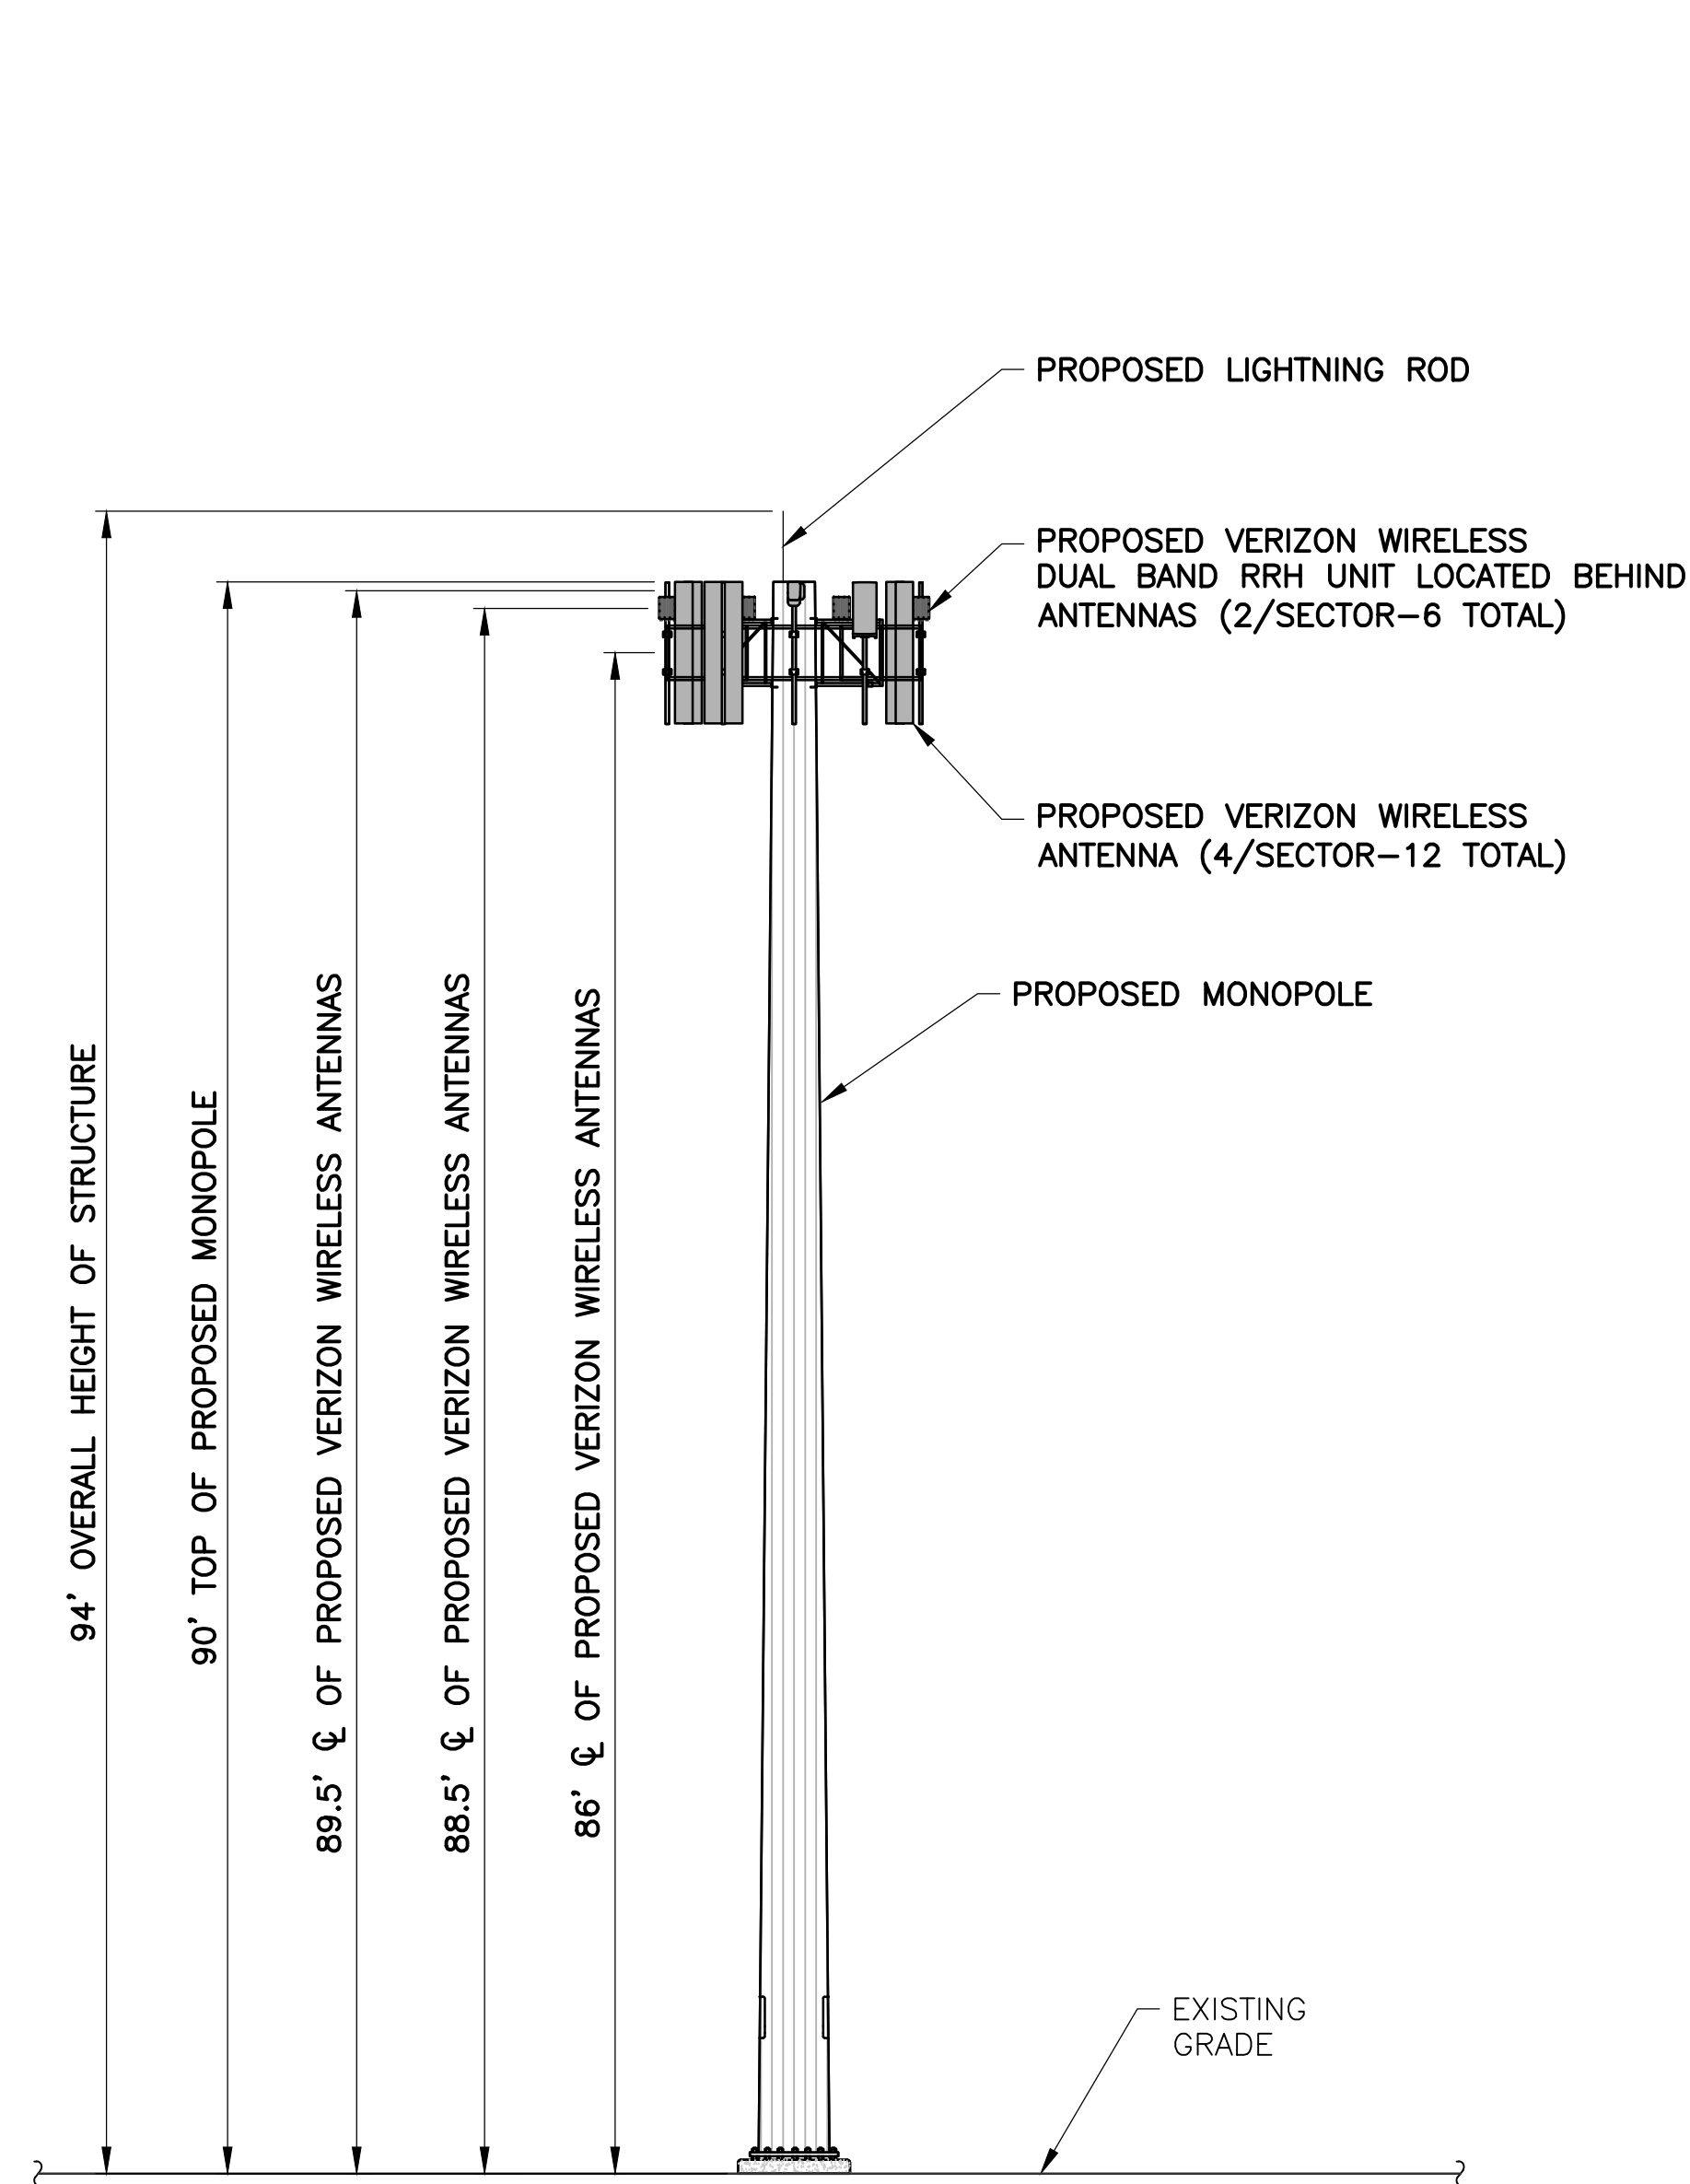 PROPOSED LIGHTNING ROD
PROPOSED VERIZON WIRELESS
DUAL BAND RRH UNIT LOCATED BEHIND
ANTENNAS (2/SECTOR-6 TOTAL)
PROPOSED VERIZON WIRELESS
ANTENNA (4/SECTOR-12 TOTAL)
PROPOSED MONOPOLE
94' OVERALL HEIGHT OF STRUCTURE
90' TOP OF PROPOSED MONOPOLE
89.5' ℄ OF PROPOSED VERIZON WIRELESS ANTENNAS
88.5' ℄ OF PROPOSED VERIZON WIRELESS ANTENNAS
86' ℄ OF PROPOSED VERIZON WIRELESS ANTENNAS
EXISTING
GRADE